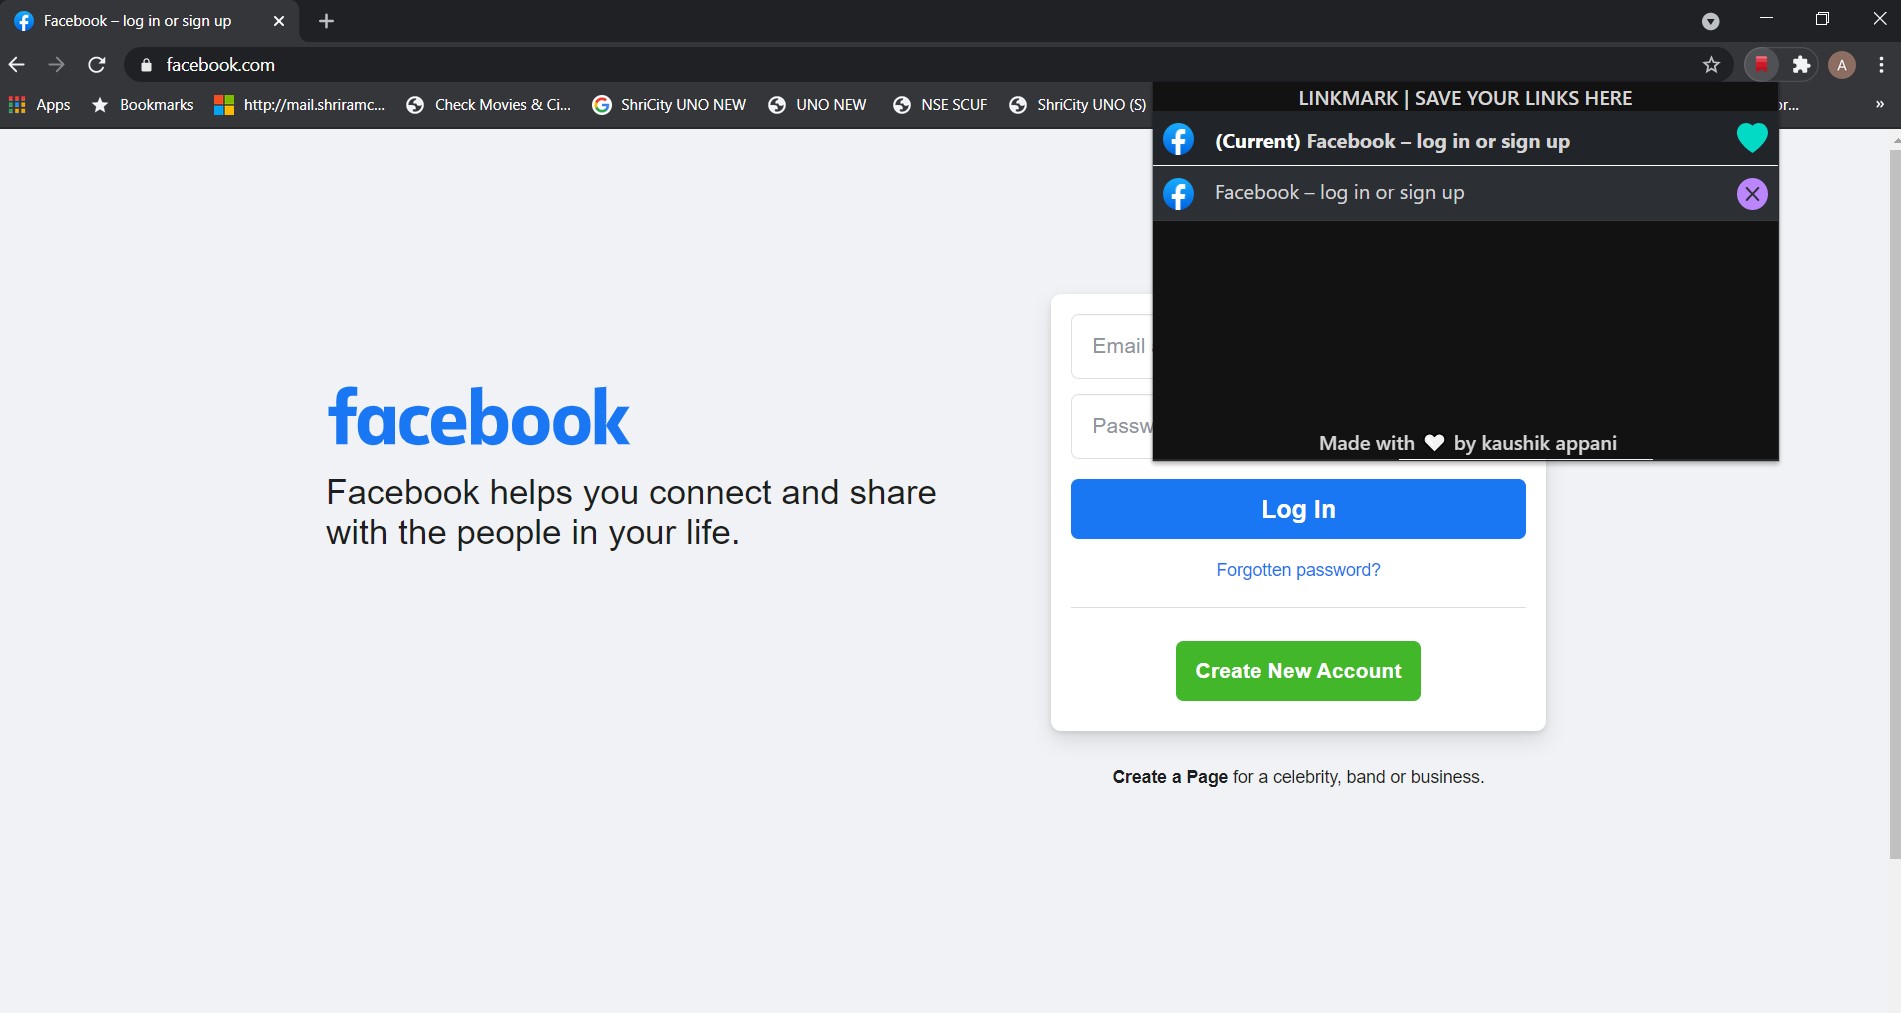 Facebook – log in or sign up
facebook.com
A
Apps
Bookmarks
http://mail.shriramc...
Check Movies & Ci...
ShriCity UNO NEW
UNO NEW
NSE SCUF
ShriCity UNO (S)
or...
»
LINKMARK | SAVE YOUR LINKS HERE
(Current) Facebook – log in or sign up
Facebook – log in or sign up
Made with by kaushik appani
facebook
Facebook helps you connect and share
with the people in your life.
Email
Passw
Log In
Forgotten password?
Create New Account
Create a Page for a celebrity, band or business.